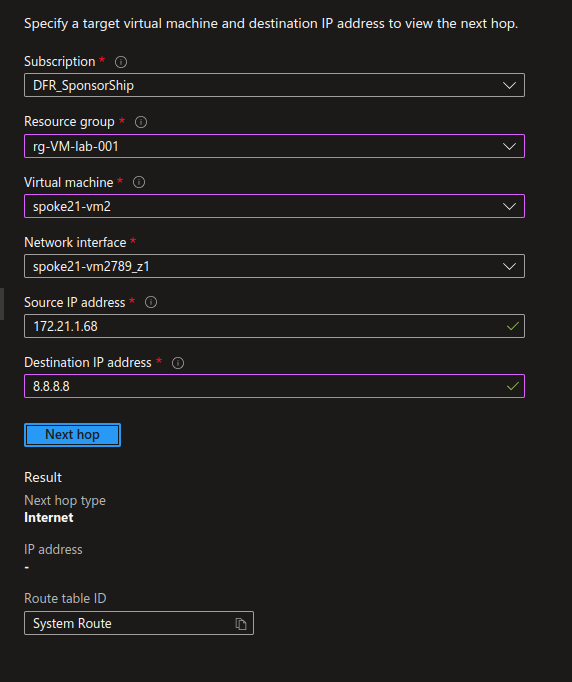 Specify a target virtual machine and destination IP address to view the next hop.
Subscription *
DFR_SponsorShip
Resource group *
rg-VM-lab-001
Virtual machine *
spoke21-vm2
Network interface *
spoke21-vm2789_z1
Source IP address *
172.21.1.68
Destination IP address *
8.8.8.8
Next hop
Result
Next hop type
Internet
IP address
-
Route table ID
System Route